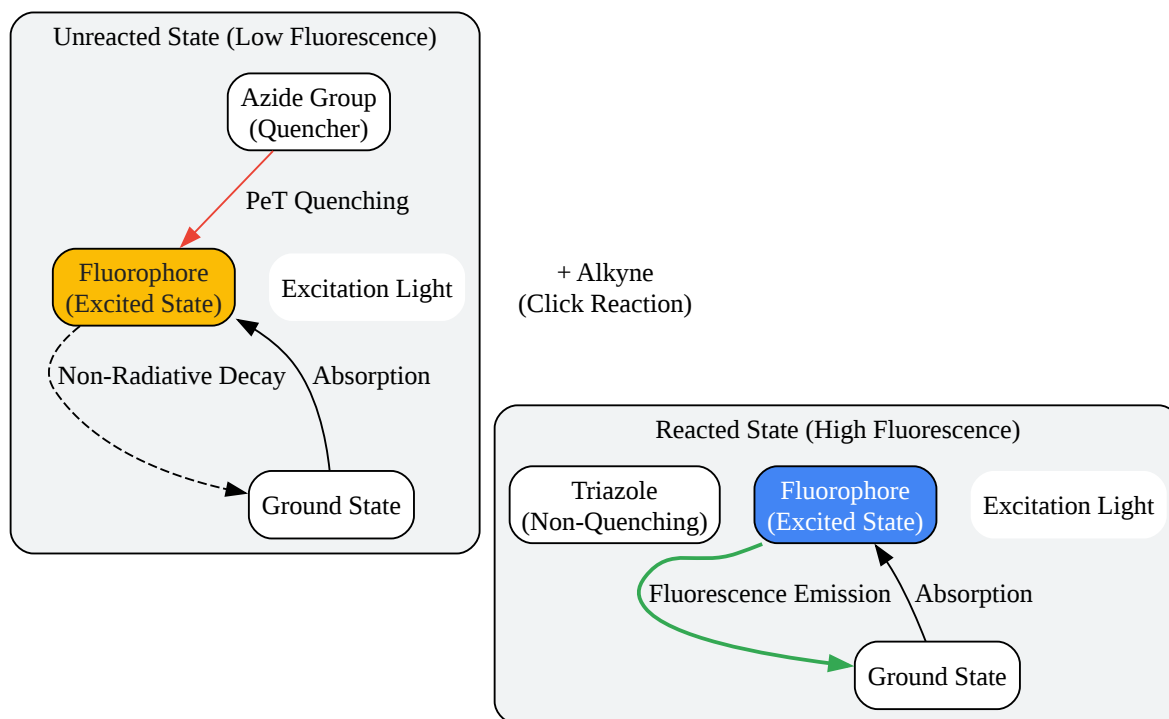 Unreacted State (Low Fluorescence)
Azide Group
(Quencher)
PeT Quenching
Fluorophore
(Excited State)
Excitation Light
Non-Radiative Decay
Absorption
Ground State
+ Alkyne
(Click Reaction)
Reacted State (High Fluorescence)
Triazole
(Non-Quenching)
Fluorophore
(Excited State)
Excitation Light
Fluorescence Emission
Absorption
Ground State